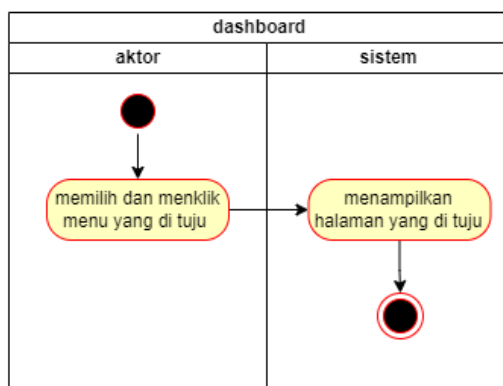 dashboard
aktor
sistem
memilih dan menklik
menu yang di tuju
menampilkan
halaman yang di tuju